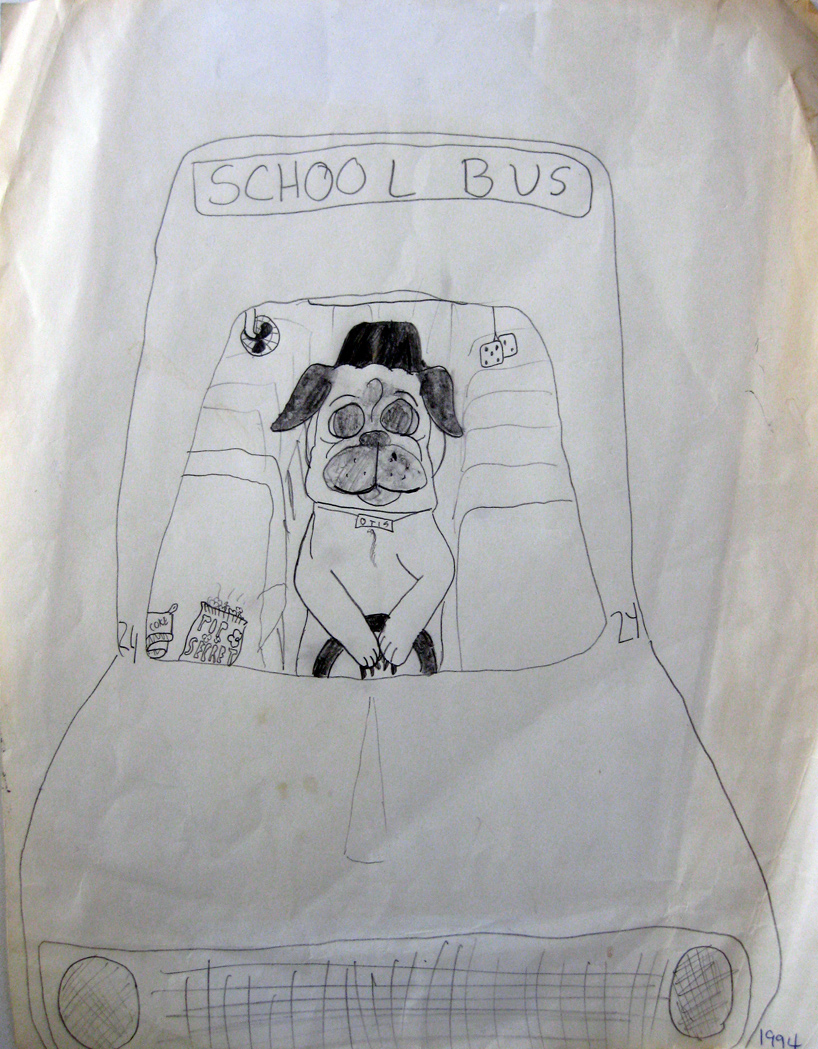 SCHOOL BUS
OTIS
COKE
POP
SECRET
24
24
1994